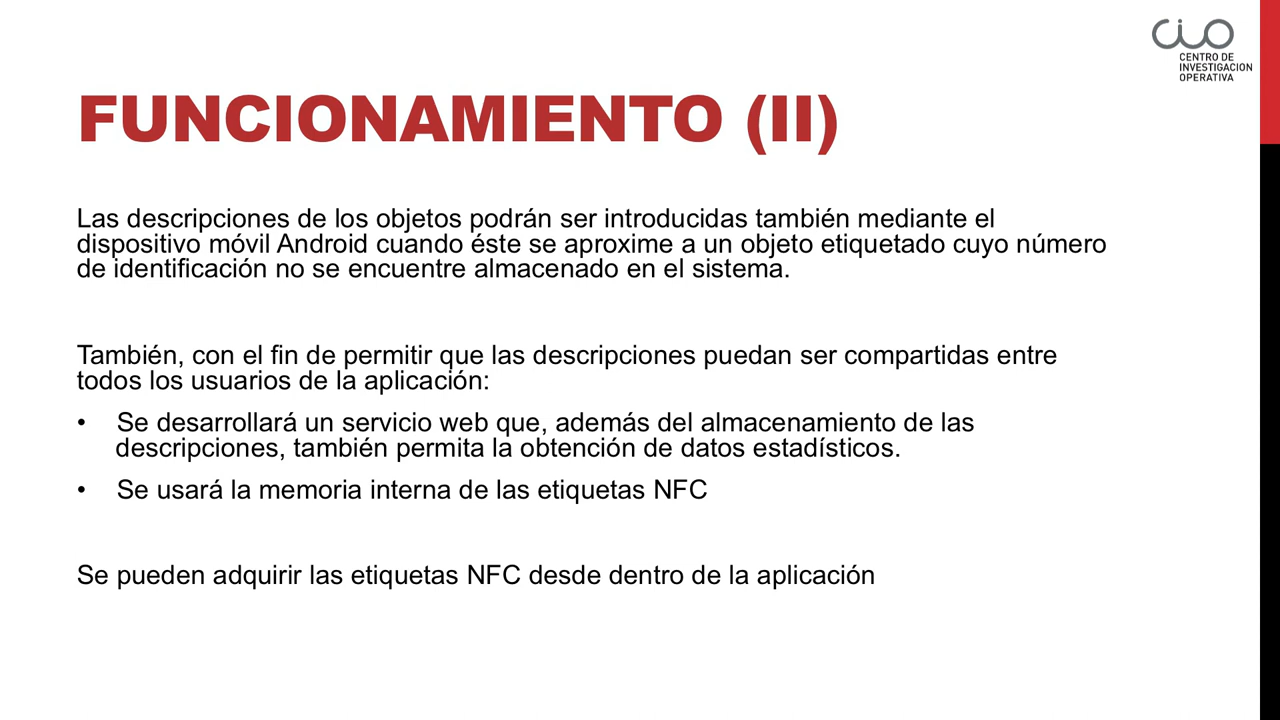 CIO
CENTRO DE
INVESTIGACION
OPERATIVA
FUNCIONAMIENTO (II)
Las descripciones de los objetos podrán ser introducidas también mediante el
dispositivo móvil Android cuando éste se aproxime a un objeto etiquetado cuyo número
de identificación no se encuentre almacenado en el sistema.
También, con el fin de permitir que las descripciones puedan ser compartidas entre
todos los usuarios de la aplicación:
• Se desarrollará un servicio web que, además del almacenamiento de las
descripciones, también permita la obtención de datos estadísticos.
• Se usará la memoria interna de las etiquetas NFC
Se pueden adquirir las etiquetas NFC desde dentro de la aplicación